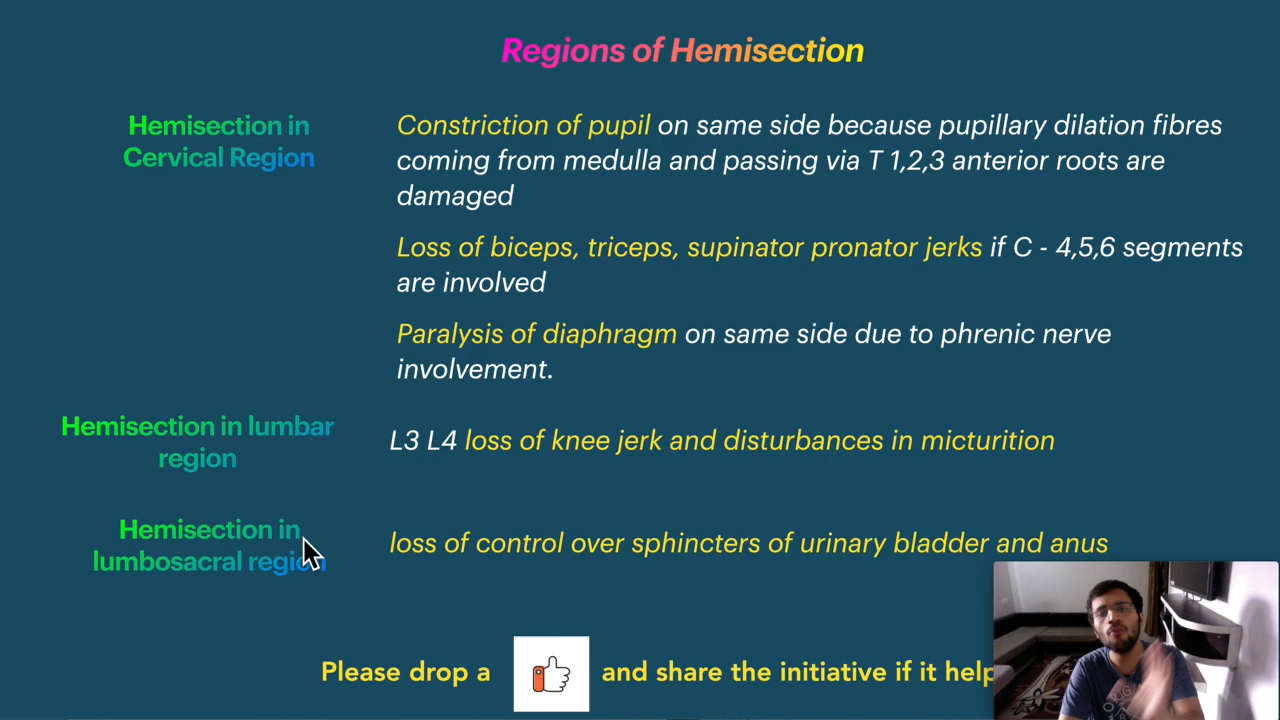 Regions of Hemisection
Hemisection in
Cervical Region
Constriction of pupil on same side because pupillary dilation fibres
coming from medulla and passing via T 1,2,3 anterior roots are
damaged
Loss of biceps, triceps, supinator pronator jerks if C - 4,5,6 segments
are involved
Paralysis of diaphragm on same side due to phrenic nerve
involvement.
Hemisection in lumbar
region
L3 L4 loss of knee jerk and disturbances in micturition
Hemisection in
lumbosacral region
loss of control over sphincters of urinary bladder and anus
Please drop a and share the initiative if it help